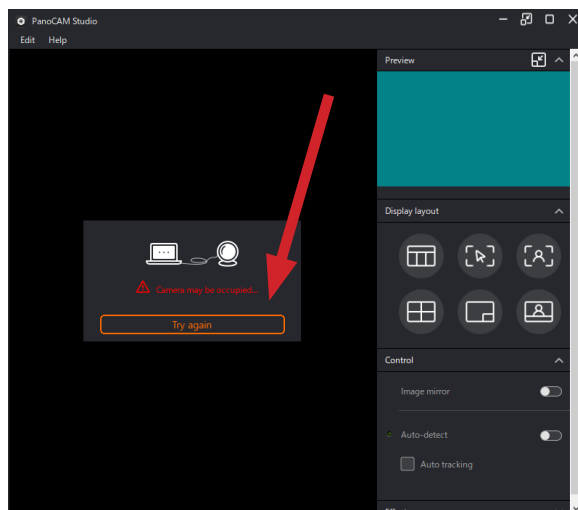 PanoCAM Studio
Edit Help
Preview
Display layout
Camera may be occupied...
Try again
Control
Image mirror
Auto-detect
Auto tracking